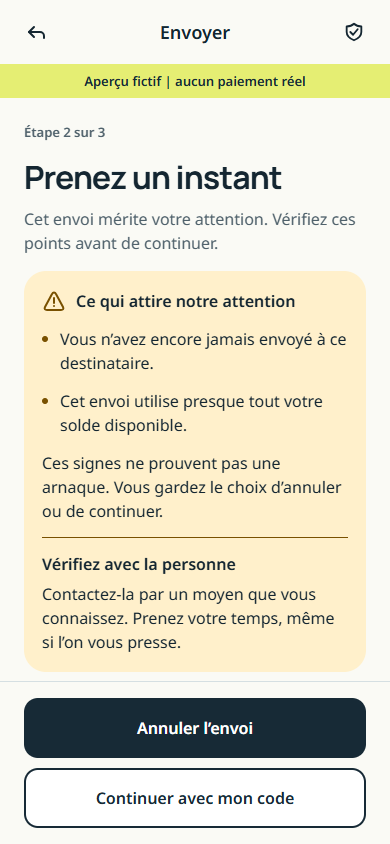 Envoyer
Aperçu fictif | aucun paiement réel
Étape 2 sur 3
Prenez un instant
Cet envoi mérite votre attention. Vérifiez ces
points avant de continuer.
Ce qui attire notre attention
• Vous n’avez encore jamais envoyé à ce
destinataire.
• Cet envoi utilise presque tout votre
solde disponible.
Ces signes ne prouvent pas une
arnaque. Vous gardez le choix d’annuler
ou de continuer.
Vérifiez avec la personne
Contactez-la par un moyen que vous
connaissez. Prenez votre temps, même
si l’on vous presse.
Annuler l’envoi
Continuer avec mon code